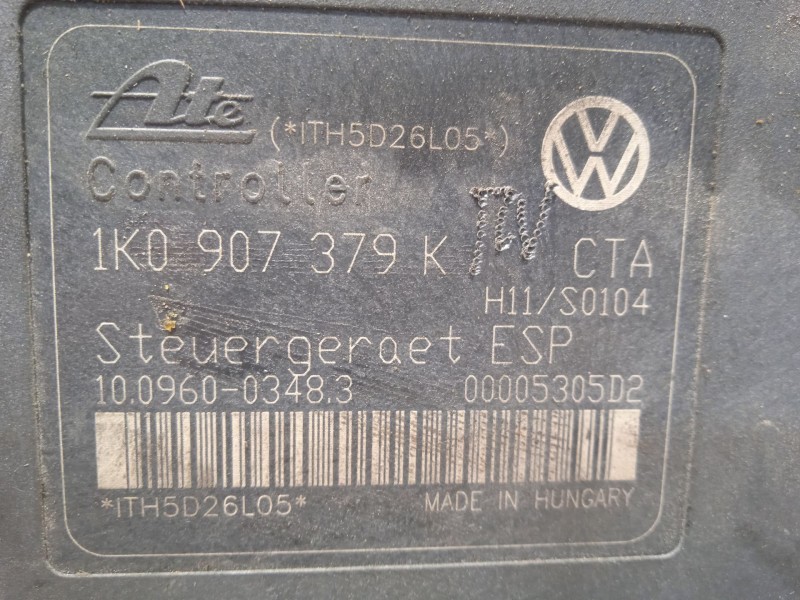 Ate (*ITH5D26L05*)
Controller
1K0 907 379 K CTA
H11/S0104
Steuergeraet ESP
10.0960-0348.3 00005305D2
*ITH5D26L05* MADE IN HUNGARY